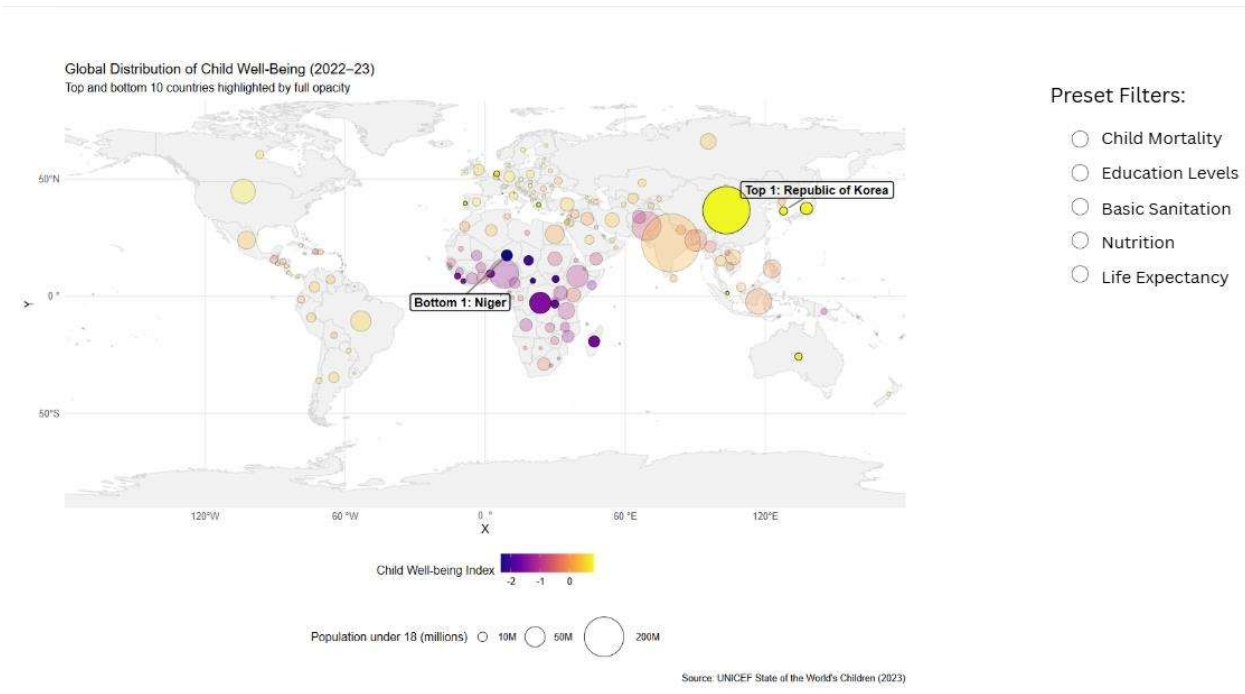 Global Distribution of Child Well-Being (2022–23)
Top and bottom 10 countries highlighted by full opacity
Preset Filters:
Child Mortality
Education Levels
Basic Sanitation
Nutrition
Life Expectancy
50°N
Top 1: Republic of Korea
Y
0 °
Bottom 1: Niger
50°S
120°W
60 °W
0 °
60 °E
120°E
X
Child Well-being Index
-2
-1
0
Population under 18 (millions)
10M
50M
200M
Source: UNICEF State of the World's Children (2023)